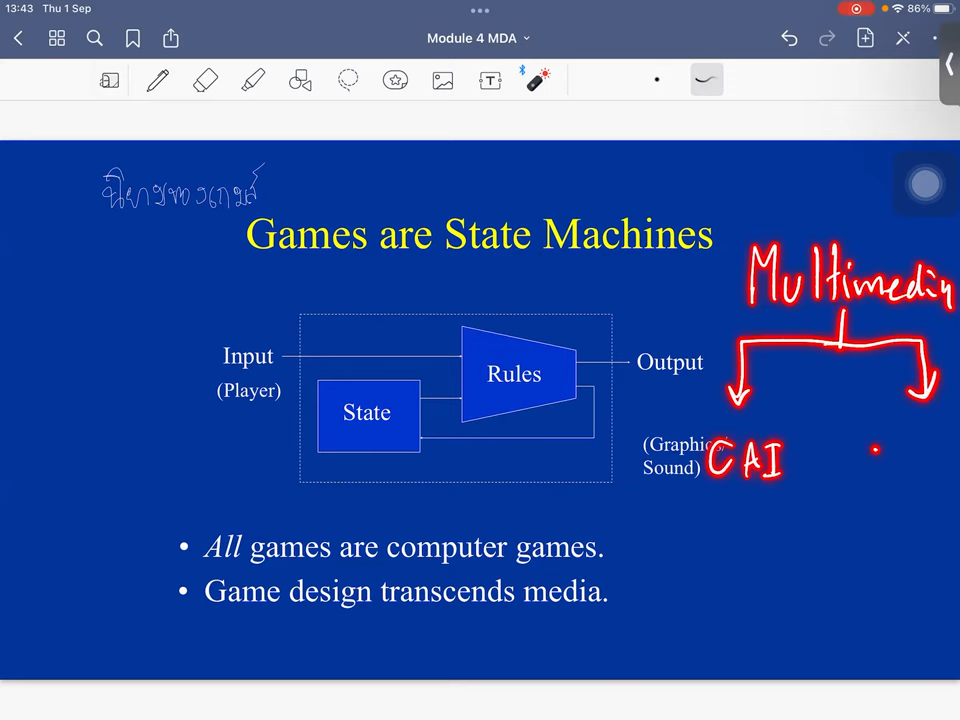 13:43 Thu 1 Sep
86%
Module 4 MDA
T
นิยามของเกมส์
Games are State Machines
Multimedia
Input
(Player)
State
Rules
Output
(Graphics/
Sound)
CAI
• All games are computer games.
• Game design transcends media.